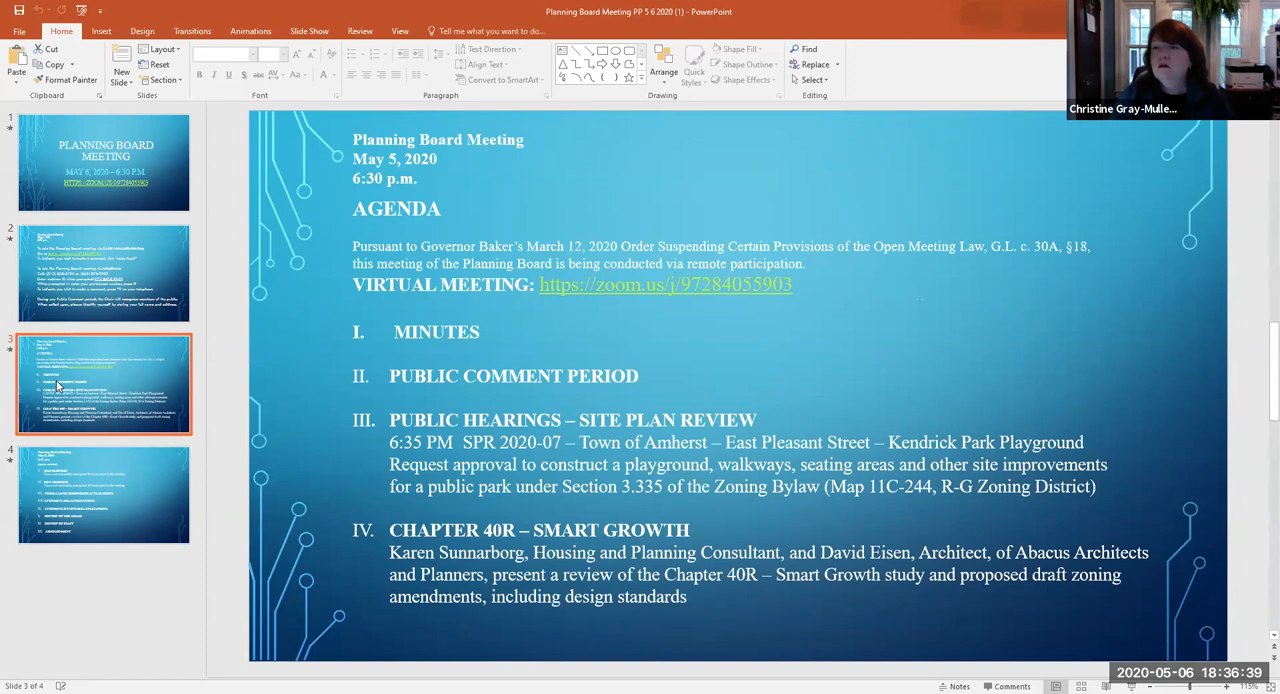 Planning Board Meeting PP 5 6 2020 (1) - PowerPoint
File Home Insert Design Transitions Animations Slide Show Review View Tell me what you want to do...
Paste
Cut
Copy
Format Painter
Clipboard
New Slide
Layout
Reset
Section
Slides
Font
Text Direction
Align Text
Convert to SmartArt
Paragraph
Arrange
Quick Styles
Shape Fill
Shape Outline
Shape Effects
Drawing
Find
Replace
Select
Editing
Christine Gray-Mulle...
1
PLANNING BOARD
MEETING
MAY 6, 2020 – 6:30 P.M.
HTTPS://ZOOM.US/J/97284055903
2
3
4
Planning Board Meeting
May 5, 2020
6:30 p.m.
AGENDA
Pursuant to Governor Baker's March 12, 2020 Order Suspending Certain Provisions of the Open Meeting Law, G.L. c. 30A, §18,
this meeting of the Planning Board is being conducted via remote participation.
VIRTUAL MEETING: https://zoom.us/j/97284055903
I. MINUTES
II. PUBLIC COMMENT PERIOD
III. PUBLIC HEARINGS – SITE PLAN REVIEW
6:35 PM SPR 2020-07 – Town of Amherst – East Pleasant Street – Kendrick Park Playground
Request approval to construct a playground, walkways, seating areas and other site improvements
for a public park under Section 3.335 of the Zoning Bylaw (Map 11C-244, R-G Zoning District)
IV. CHAPTER 40R – SMART GROWTH
Karen Sunnarborg, Housing and Planning Consultant, and David Eisen, Architect, of Abacus Architects
and Planners, present a review of the Chapter 40R – Smart Growth study and proposed draft zoning
amendments, including design standards
2020-05-06 18:36:39
Slide 3 of 4
Notes
Comments
115%